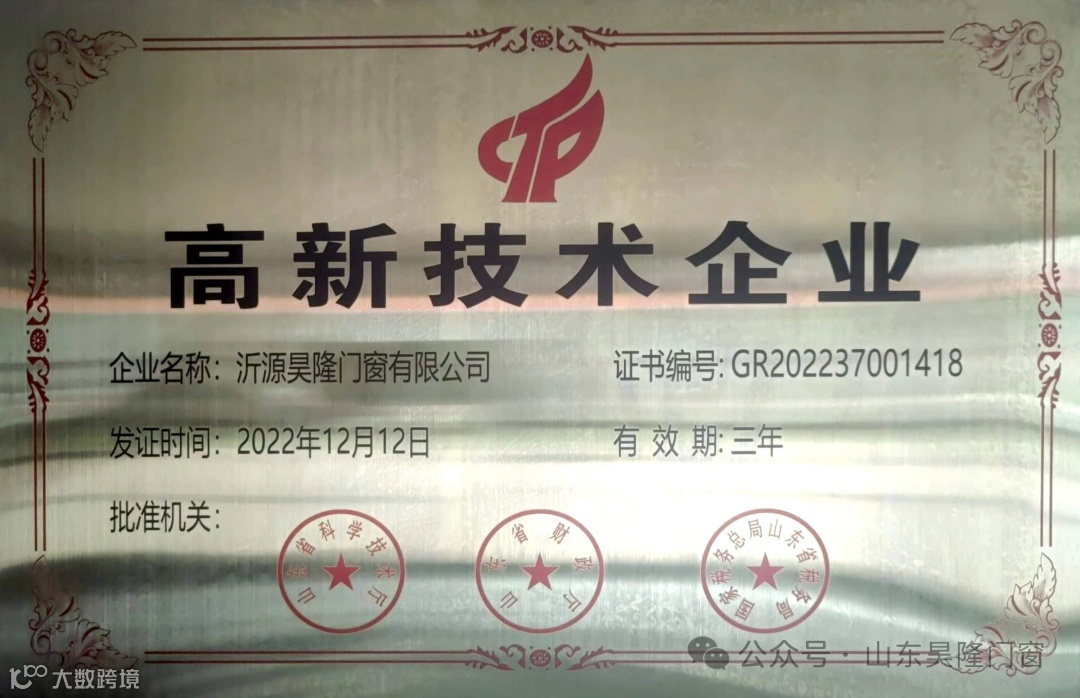 CTP
高新技术企业
企业名称：沂源昊隆门窗有限公司
证书编号：GR202237001418
发证时间：2022年12月12日
有效期：三年
批准机关：
山东省科学技术厅
山东省财政厅
国家税务总局山东省税务局
公众号·山东昊隆门窗
大数跨境